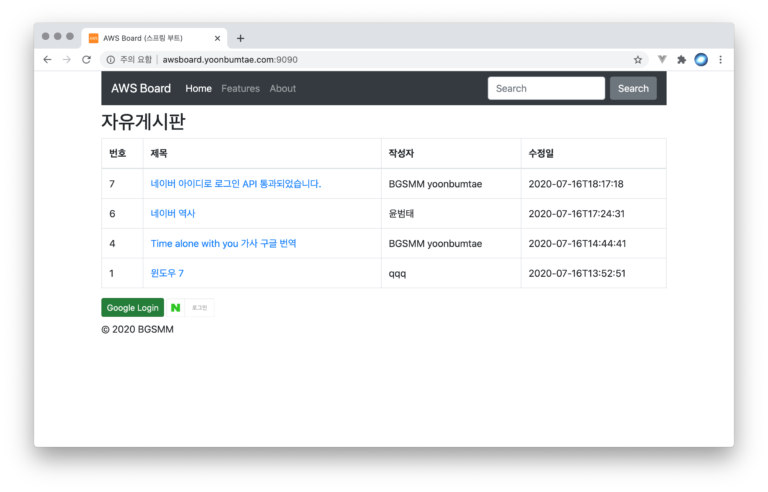 AWS Board (스프링 부트)
주의 요함 | awsboard.yoonbumtae.com:9090
AWS Board Home Features About Search Search
자유게시판
번호 제목 작성자 수정일
7 네이버 아이디로 로그인 API 통과되었습니다. BGSMM yoonbumtae 2020-07-16T18:17:18
6 네이버 역사 윤범태 2020-07-16T17:24:31
4 Time alone with you 가사 구글 번역 BGSMM yoonbumtae 2020-07-16T14:44:41
1 윈도우 7 qqq 2020-07-16T13:52:51
Google Login N 로그인
© 2020 BGSMM